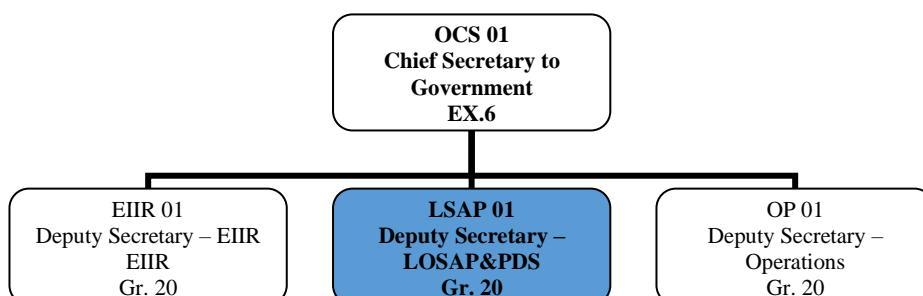 OCS 01
Chief Secretary to
Government
EX.6
EIIR 01
Deputy Secretary – EIIR
EIIR
Gr. 20
LSAP 01
Deputy Secretary –
LOSAP&PDS
Gr. 20
OP 01
Deputy Secretary –
Operations
Gr. 20